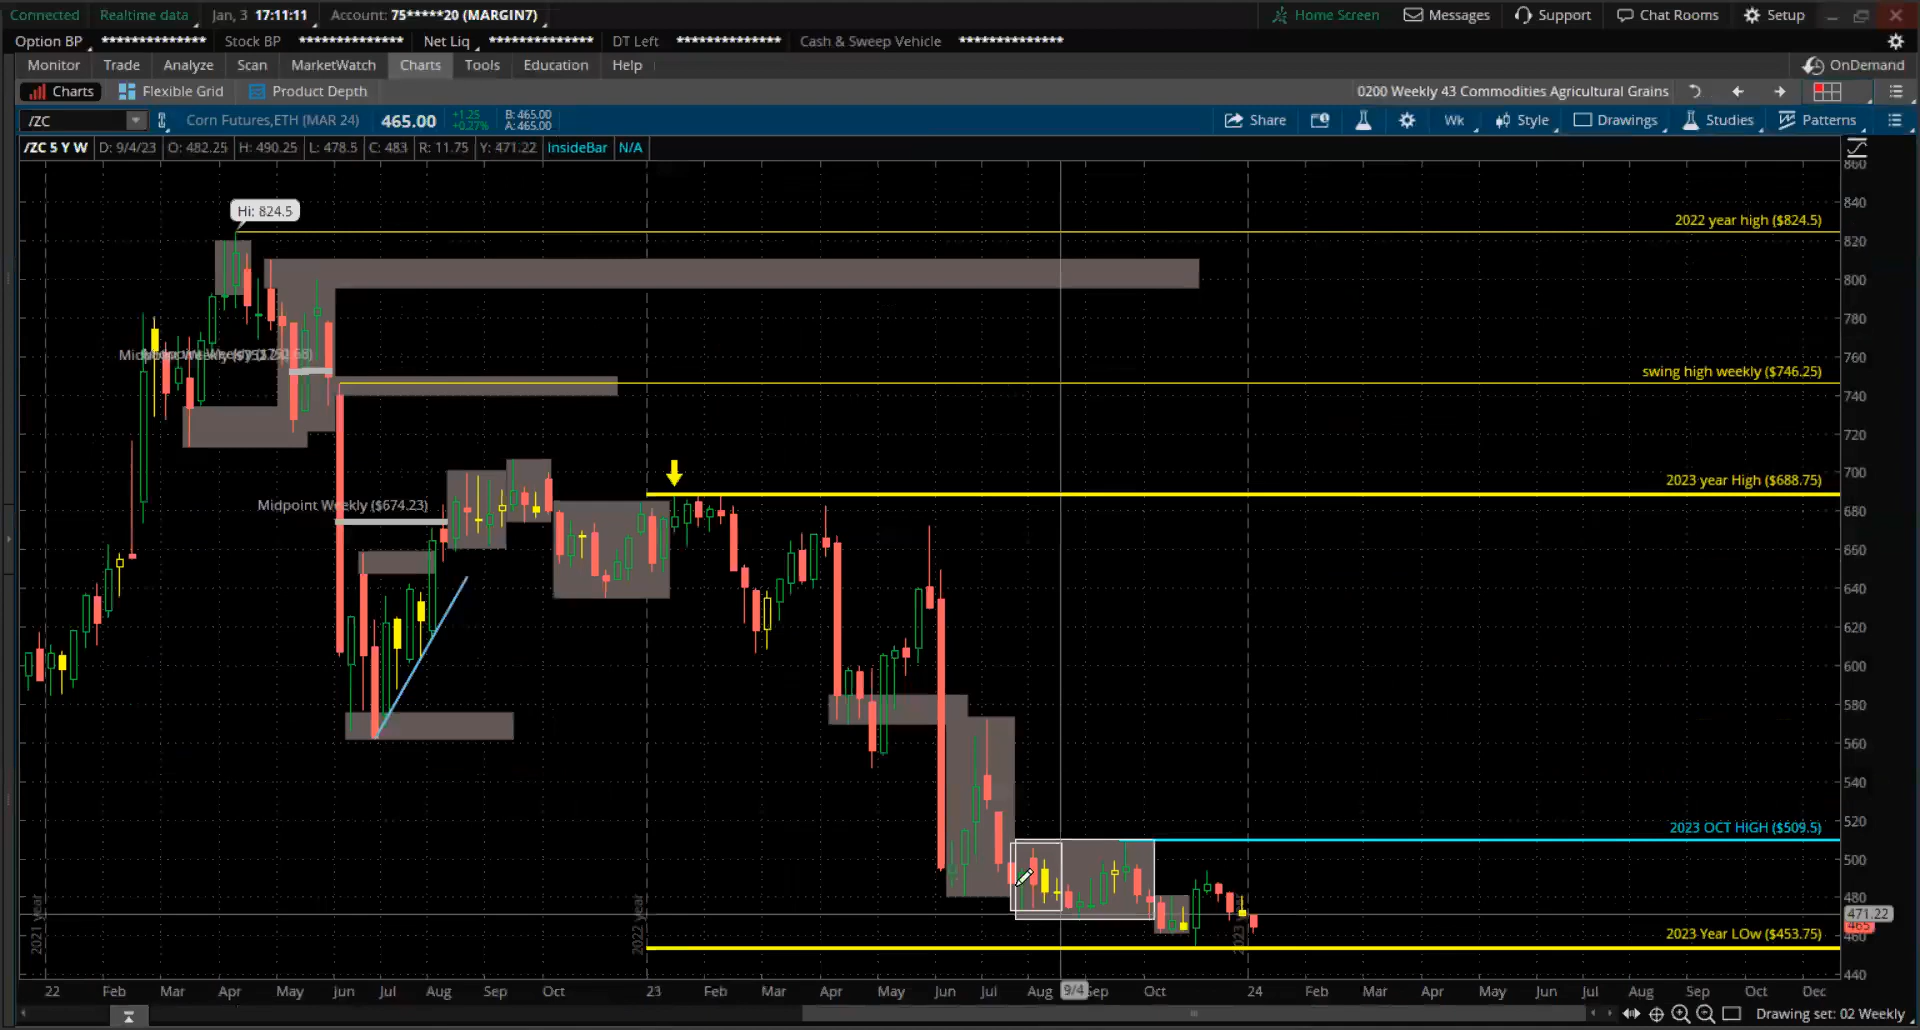 Connected Realtime data Jan, 3 17:11:11 Account: 75*****20 (MARGIN7) Home Screen Messages Support Chat Rooms Setup
Option BP ************** Stock BP ************** Net Liq ************** DT Left ************** Cash & Sweep Vehicle **************
Monitor Trade Analyze Scan MarketWatch Charts Tools Education Help OnDemand
Charts Flexible Grid Product Depth 0200 Weekly 43 Commodities Agricultural Grains
/ZC Corn Futures,ETH (MAR 24) 465.00 +1.25 +0.27% B: 465.00 A: 465.00 Share Wk Style Drawings Studies Patterns
/ZC 5 Y W D: 9/4/23 O: 482.25 H: 490.25 L: 478.5 C: 483 R: 11.75 Y: 471.22 InsideBar N/A
860
840
Hi: 824.5
2022 year high ($824.5)
820
800
780
760
swing high weekly ($746.25)
740
720
700
2023 year High ($688.75)
Midpoint Weekly ($674.23)
680
660
640
620
600
580
560
540
520
2023 OCT HIGH ($509.5)
500
480
471.22
465
460
2023 Year LOw ($453.75)
440
2021 year
2022 year
22 Feb Mar Apr May Jun Jul Aug Sep Oct 23 Feb Mar Apr May Jun Jul Aug 9/4 Sep Oct 24 Feb Mar Apr May Jun Jul Aug Sep Oct Dec
Drawing set: 02 Weekly